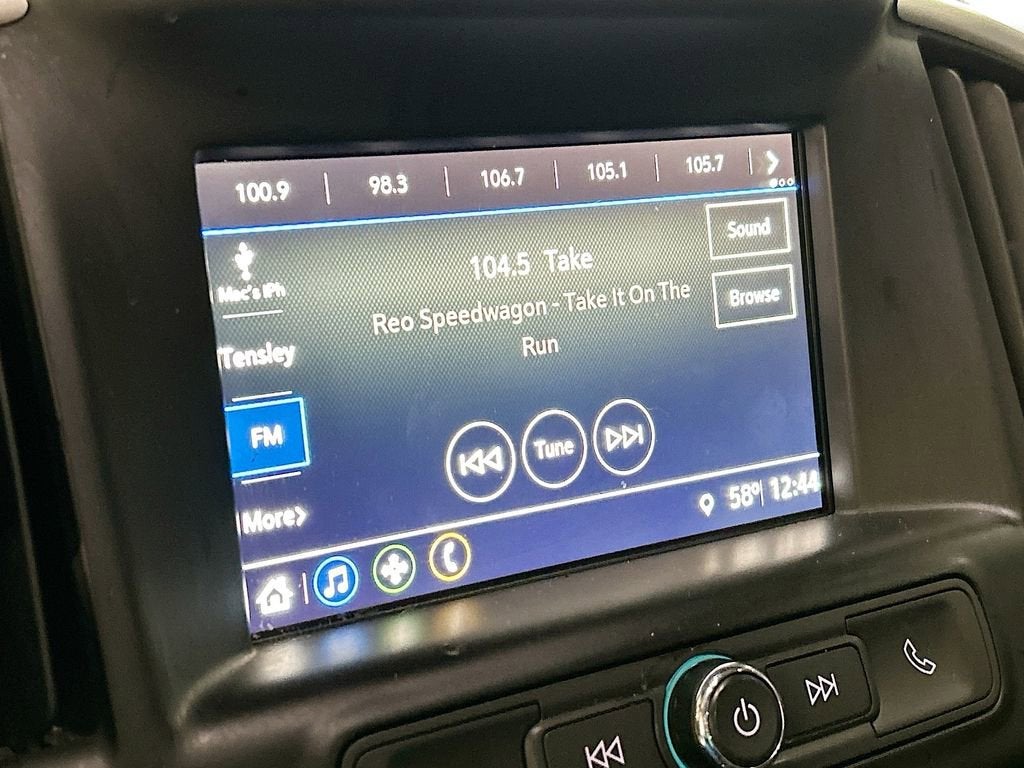 100.9 98.3 106.7 105.1 105.7
Sound
104.5 Take
Mac's iPh
Browse
Reo Speedwagon - Take It On The
Run
Tensley
FM
Tune
More
58° 12:44